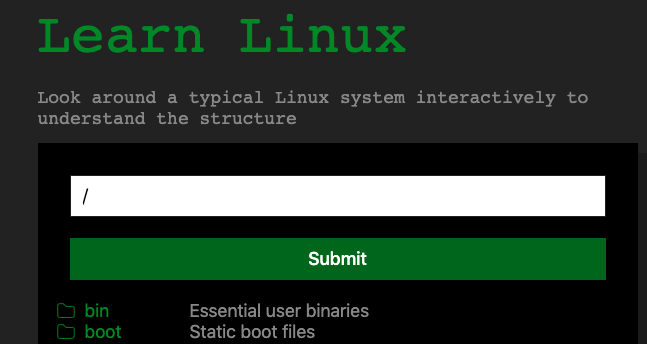 Learn Linux
Look around a typical Linux system interactively to
understand the structure
/
Submit
bin Essential user binaries
boot Static boot files